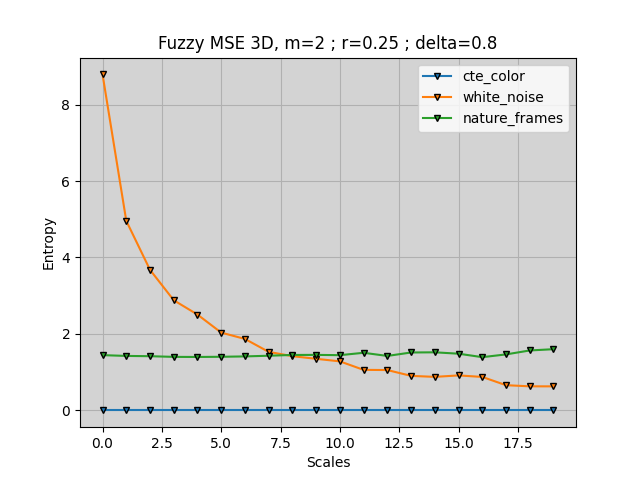 Fuzzy MSE 3D, m=2 ; r=0.25 ; delta=0.8
cte_color
white_noise
nature_frames
8
6
4
2
0
Entropy
0.0 2.5 5.0 7.5 10.0 12.5 15.0 17.5
Scales